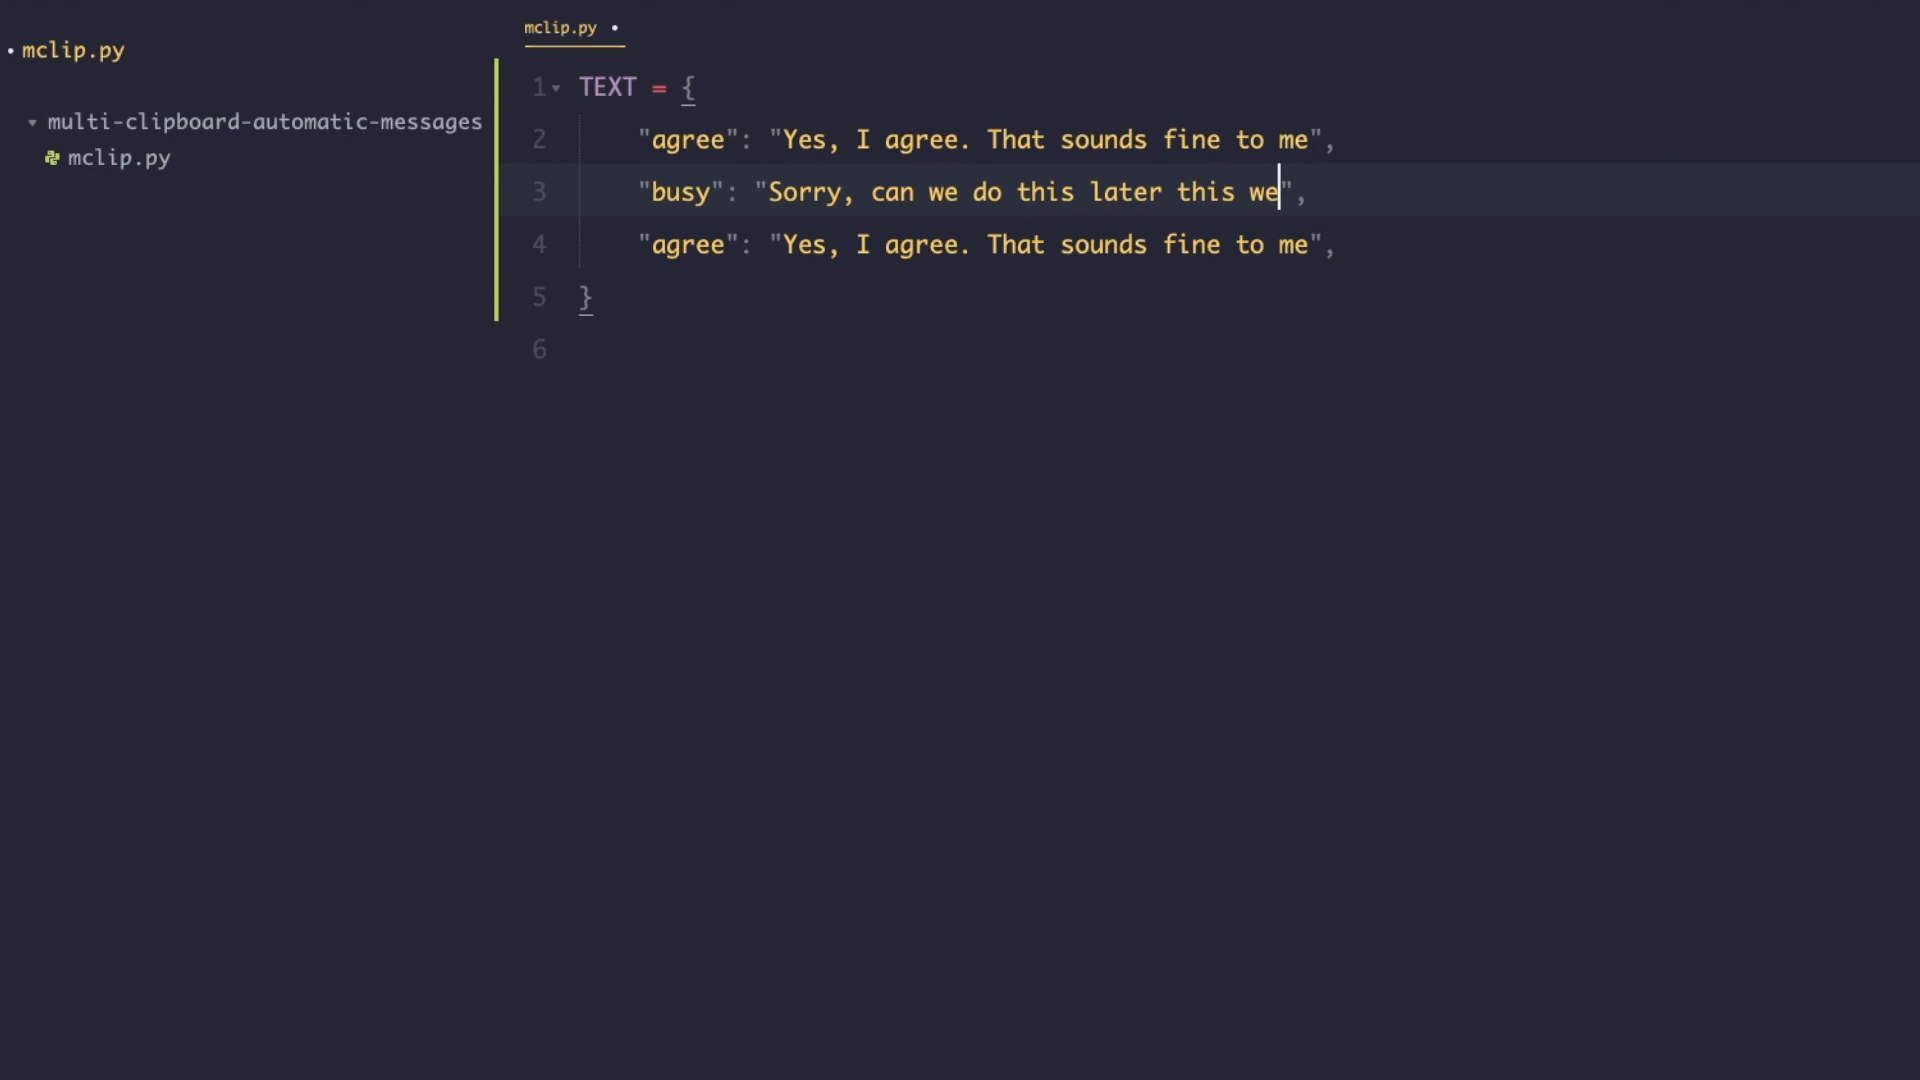 mclip.py
multi-clipboard-automatic-messages
mclip.py
mclip.py
1 TEXT = {
2 "agree": "Yes, I agree. That sounds fine to me",
3 "busy": "Sorry, can we do this later this we",
4 "agree": "Yes, I agree. That sounds fine to me",
5 }
6